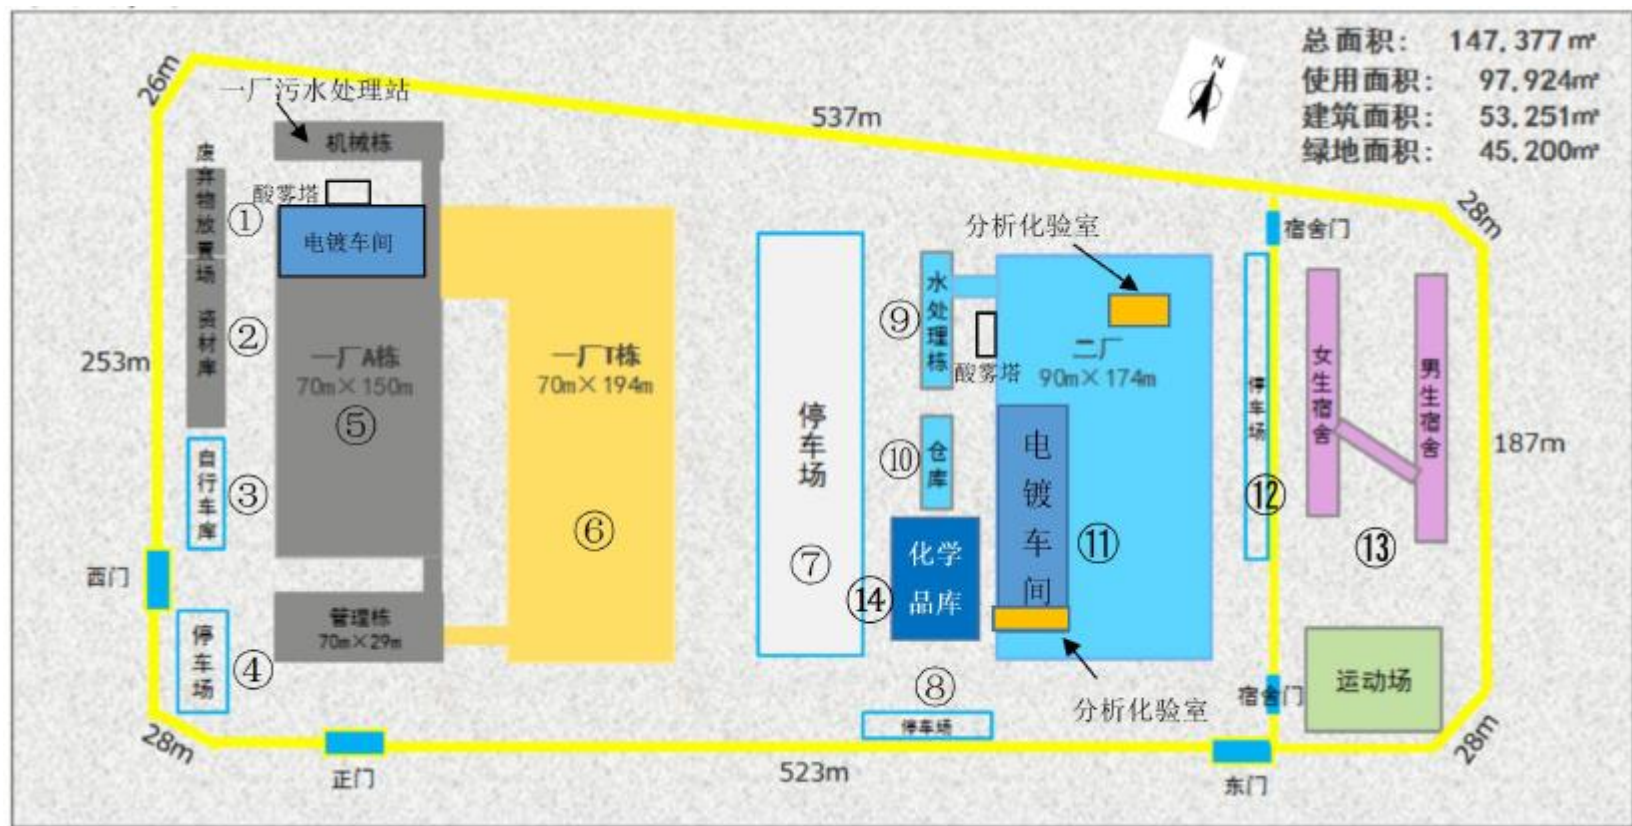 总面积: 147.377㎡
使用面积: 97.924㎡
建筑面积: 53.251㎡
绿地面积: 45.200㎡
N
26m
537m
28m
253m
187m
28m
523m
28m
一厂污水处理站
机械栋
酸雾塔
电镀车间
废弃物放置场
①
资材库
②
自行车库
③
西门
停车场
④
一厂A栋
70m×150m
⑤
管理栋
70m×29m
一厂T栋
70m×194m
⑥
正门
停车场
⑦
水处理栋
⑨
酸雾塔
仓库
⑩
化学品库
⑭
⑧
停车场
分析化验室
二厂
90m×174m
电镀车间
⑪
分析化验室
宿舍门
停车场
⑫
女生宿舍
男生宿舍
⑬
宿舍门
运动场
东门